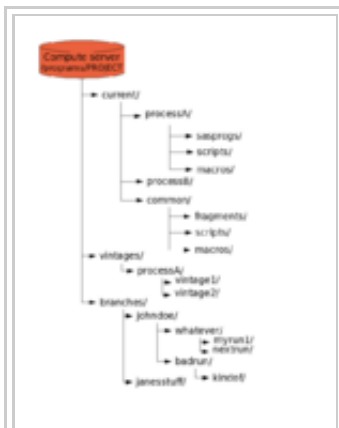 Compute server
/programs/PROJECT
current/
processA/
sasprogs/
scripts/
macros/
processB/
common/
fragments/
scripts/
macros/
vintages/
processA/
vintage1/
vintage2/
branches/
johndoe/
whatever/
myrun1/
nextrun/
badrun/
janesstuff/